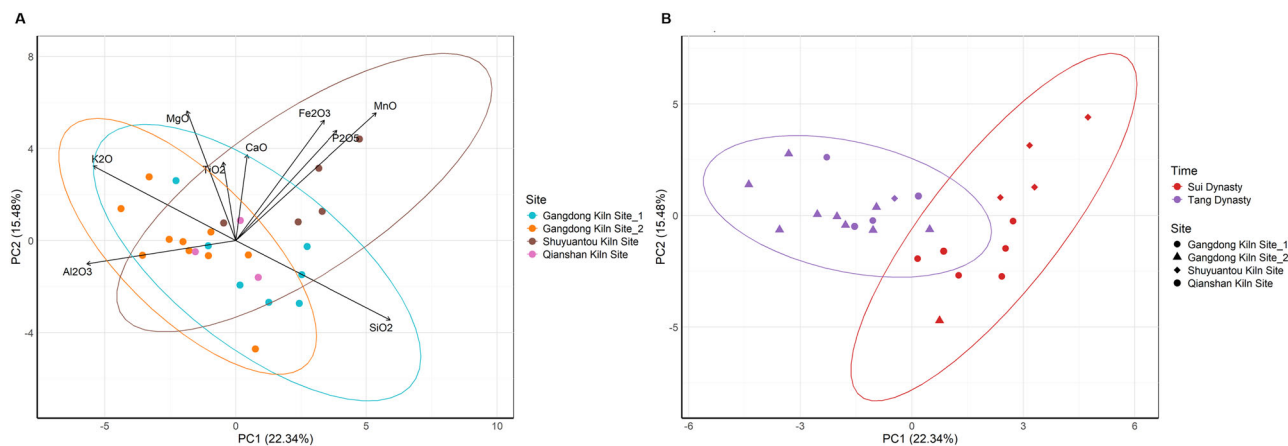 A
PC2 (15.48%)
8
4
0
-4
-5
0
5
10
PC1 (22.34%)
MgO
K2O
TiO2
CaO
Fe2O3
MnO
P2O5
Al2O3
SiO2
Site
Gangdong Kiln Site_1
Gangdong Kiln Site_2
Shuyuantou Kiln Site
Qianshan Kiln Site
B
PC2 (15.48%)
5
0
-5
-6
-3
0
3
6
PC1 (22.34%)
Time
Sui Dynasty
Tang Dynasty
Site
Gangdong Kiln Site_1
Gangdong Kiln Site_2
Shuyuantou Kiln Site
Qianshan Kiln Site